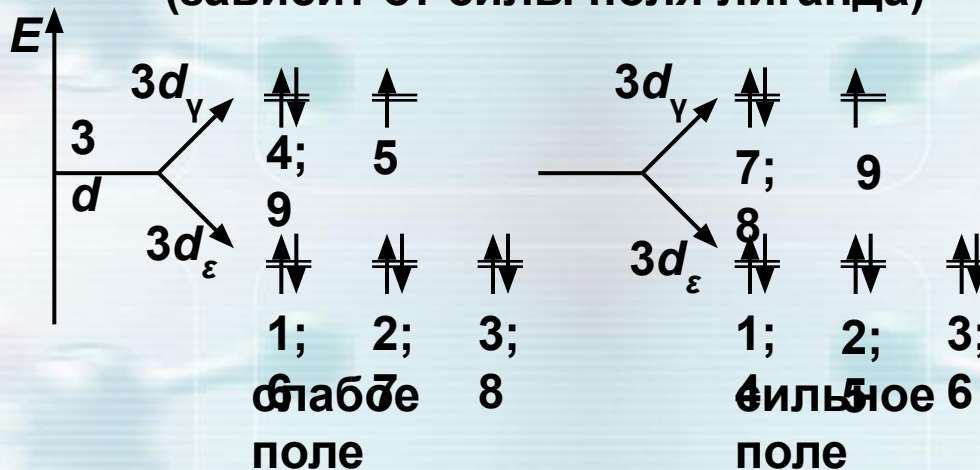 (зависит от силы поля лиганда)
E
3dγ
3
d
3dε
4;
9
5
1;
6
2;
7
3;
8
слабое
поле
3dγ
3dε
7;
8
9
1;
4
2;
5
3;
6
сильное
поле